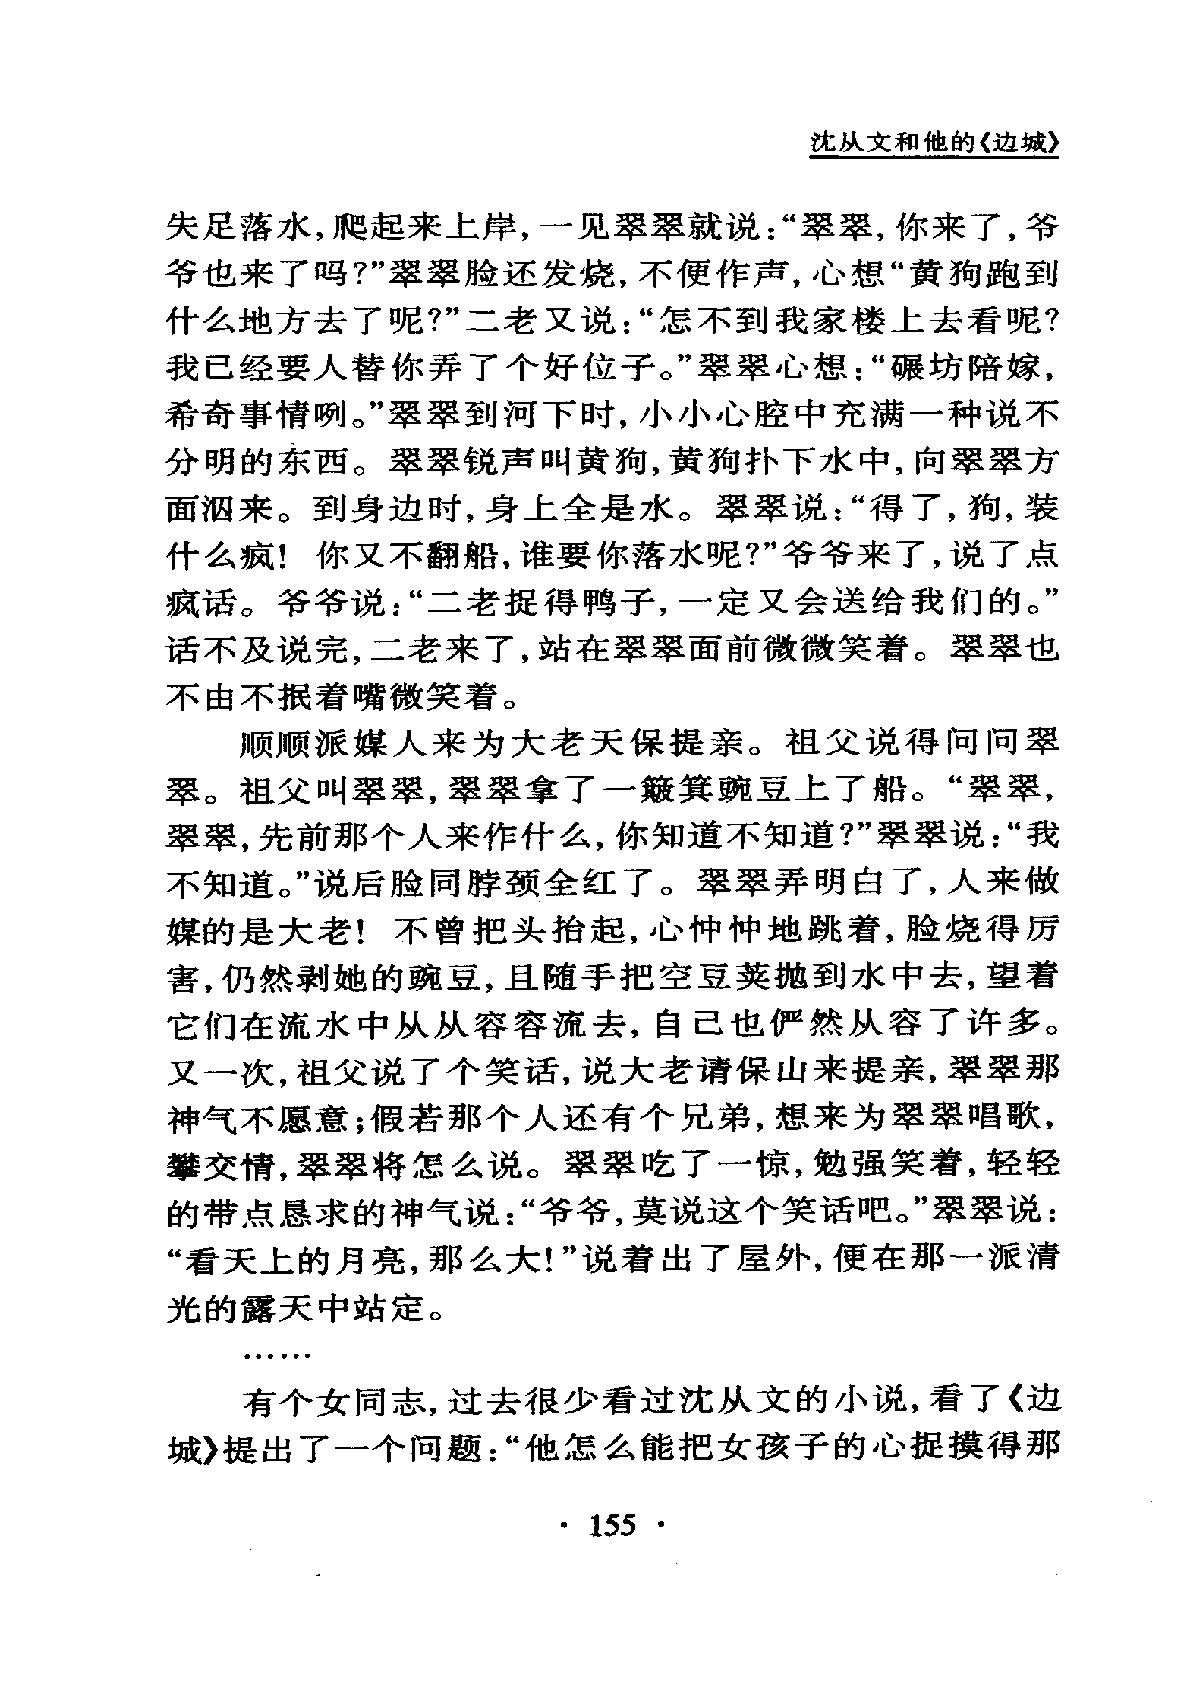 沈从文和他的《边城》
失足落水，爬起来上岸，一见翠翠就说：“翠翠，你来了，爷
爷也来了吗？”翠翠脸还发烧，不便作声，心想“黄狗跑到
什么地方去了呢？”二老又说：“怎不到我家楼上去看呢？
我已经要人替你弄了个好位子。”翠翠心想：“碾坊陪嫁，
希奇事情咧。”翠翠到河下时，小小心腔中充满一种说不
分明的东西。翠翠锐声叫黄狗，黄狗扑下水中，向翠翠方
面泅来。到身边时，身上全是水。翠翠说：“得了，狗，装
什么疯！你又不翻船，谁要你落水呢？”爷爷来了，说了点
疯话。爷爷说：“二老捉得鸭子，一定又会送给我们的。”
话不及说完，二老来了，站在翠翠面前微微笑着。翠翠也
不由不抿着嘴微笑着。
顺顺派媒人来为大老天保提亲。祖父说得问问翠
翠。祖父叫翠翠，翠翠拿了一簸箕豌豆上了船。“翠翠，
翠翠，先前那个人来作什么，你知道不知道？”翠翠说：“我
不知道。”说后脸同脖颈全红了。翠翠弄明白了，人来做
媒的是大老！不曾把头抬起，心忡忡地跳着，脸烧得厉
害，仍然剥她的豌豆，且随手把空豆荚抛到水中去，望着
它们在流水中从从容容流去，自己也俨然从容了许多。
又一次，祖父说了个笑话，说大老请保山来提亲，翠翠那
神气不愿意；假若那个人还有个兄弟，想来为翠翠唱歌，
攀交情，翠翠将怎么说。翠翠吃了一惊，勉强笑着，轻轻
的带点恳求的神气说：“爷爷，莫说这个笑话吧。”翠翠说：
“看天上的月亮，那么大！”说着出了屋外，便在那一派清
光的露天中站定。
……
有个女同志，过去很少看过沈从文的小说，看了《边
城》提出了一个问题：“他怎么能把女孩子的心捉摸得那
· 155 ·